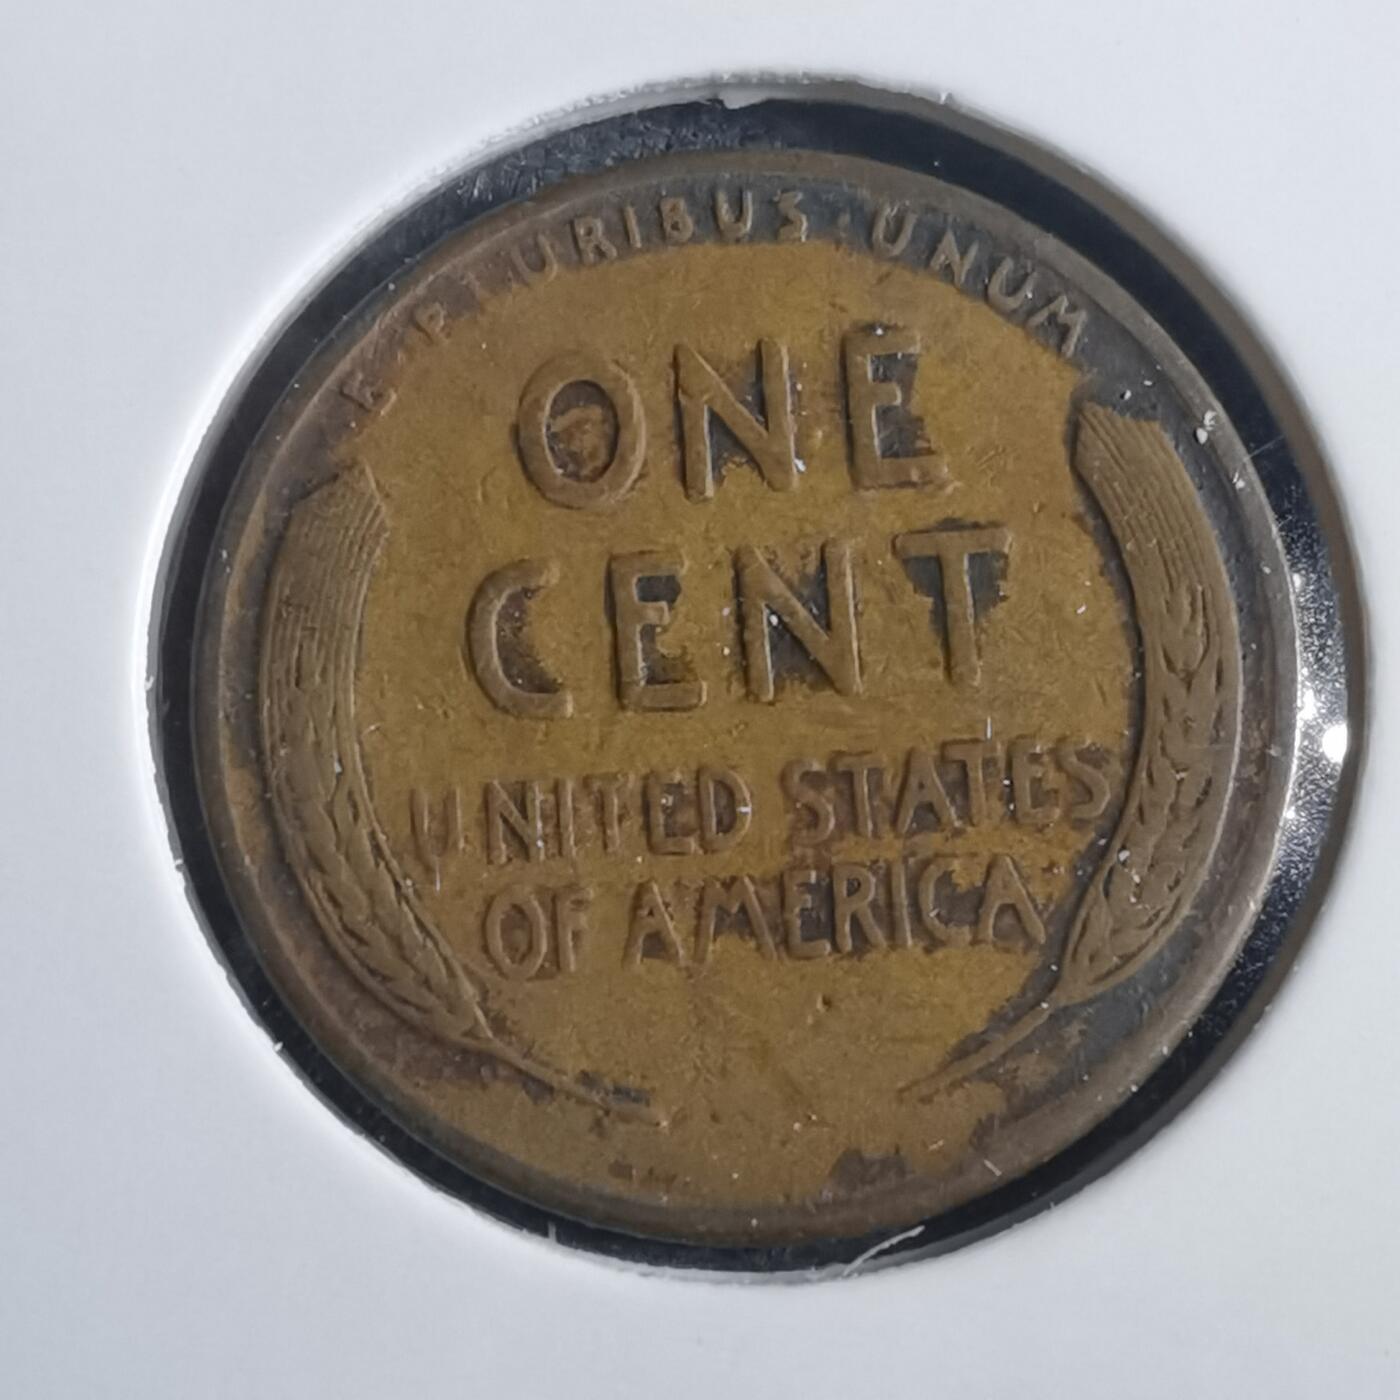 E·PLURIBUS·UNUM
ONE
CENT
UNITED STATES
OF AMERICA